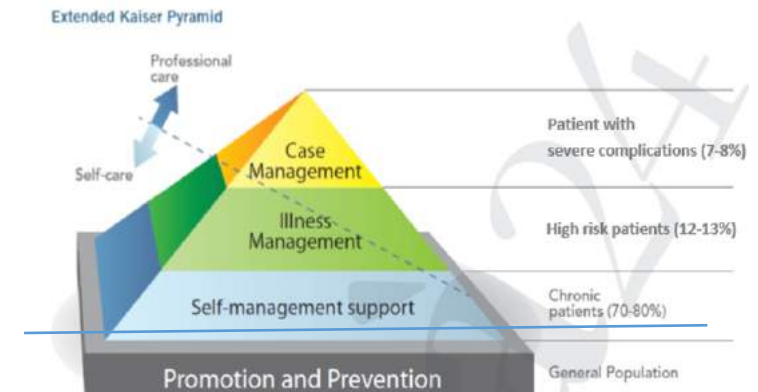 Extended Kaiser Pyramid
Professional
care
Self-care
Case
Management
Illness
Management
Self-management support
Promotion and Prevention
Patient with
severe complications (7-8%)
High risk patients (12-13%)
Chronic
patients (70-80%)
General Population